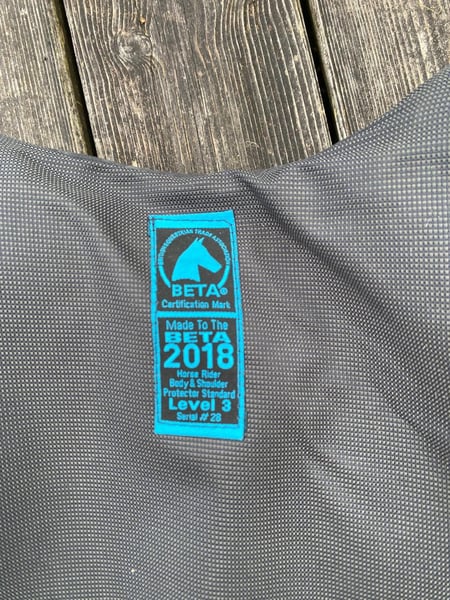 BRITISH EQUESTRIAN TRADE ASSOCIATION
BETA®
Certification Mark
Made To The
BETA
2018
Horse Rider
Body & Shoulder
Protector Standard
Level 3
Serial # 28